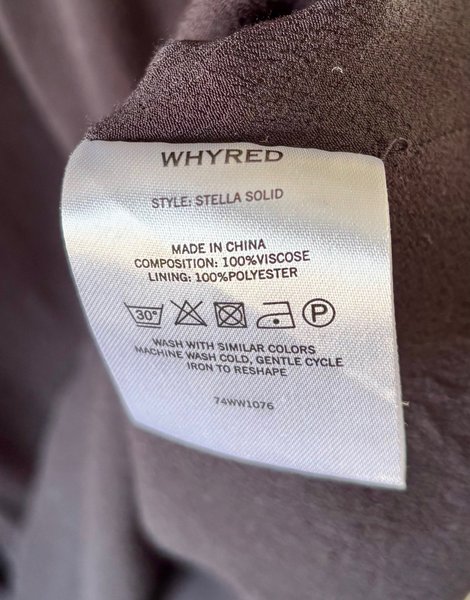 WHYRED
STYLE: STELLA SOLID
MADE IN CHINA
COMPOSITION: 100%VISCOSE
LINING: 100%POLYESTER
30° P
WASH WITH SIMILAR COLORS
MACHINE WASH COLD, GENTLE CYCLE
IRON TO RESHAPE
74WW1076